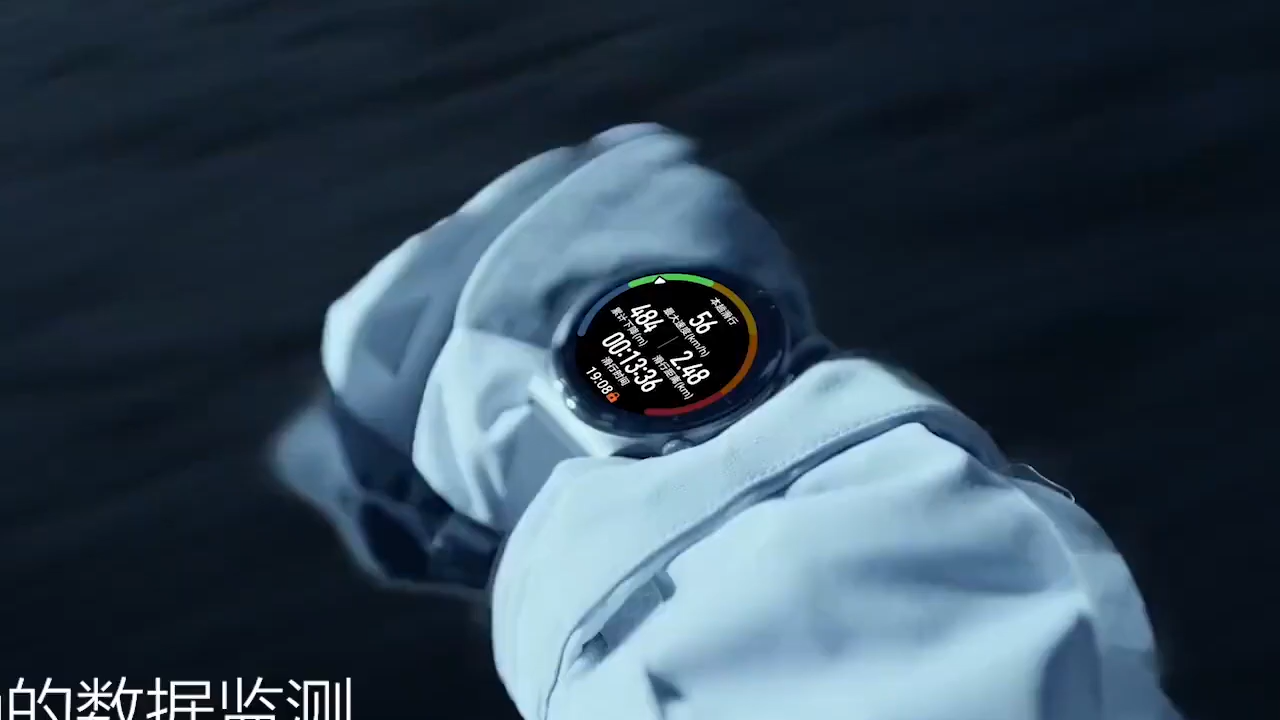 本趟滑行
56
最大速度(km/h)
484
累计下降(m)
2.48
滑行距离(km)
00:13:36
滑行时间
19:08
的数据监测